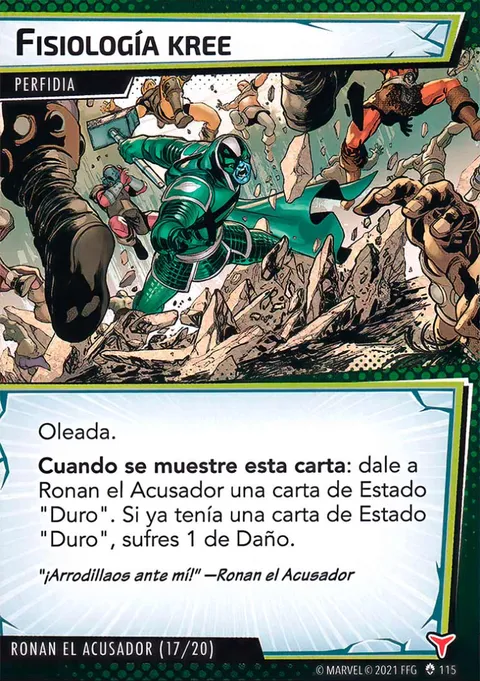 Fisiología kree
PERFIDIA
Oleada.
Cuando se muestre esta carta: dale a
Ronan el Acusador una carta de Estado
"Duro". Si ya tenía una carta de Estado
"Duro", sufres 1 de Daño.
"¡Arrodillaos ante mí!" —Ronan el Acusador
RONAN EL ACUSADOR (17/20)
© MARVEL © 2021 FFG 115